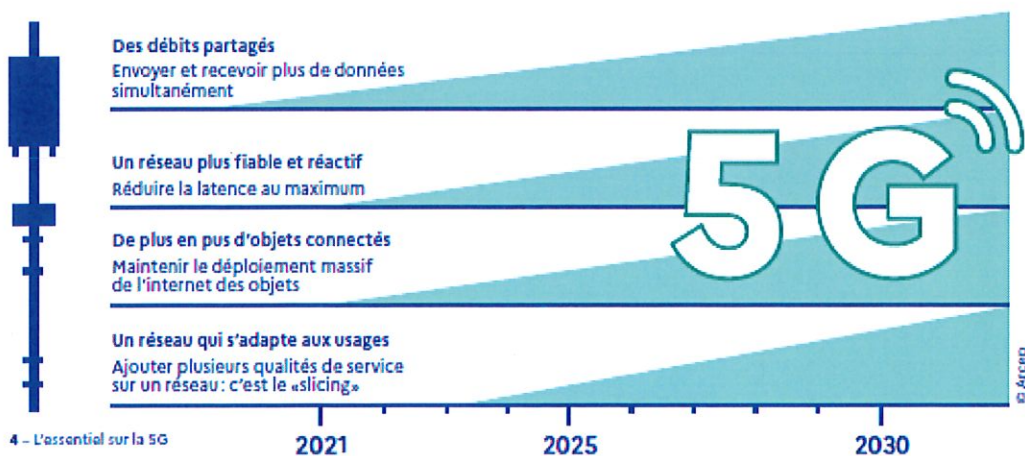 Des débits partagés
Envoyer et recevoir plus de données
simultanément
Un réseau plus fiable et réactif
Réduire la latence au maximum
De plus en pus d'objets connectés
Maintenir le déploiement massif
de l'internet des objets
Un réseau qui s'adapte aux usages
Ajouter plusieurs qualités de service
sur un réseau : c'est le «slicing»
5G
© Arcep
2021 2025 2030
4 – L'essentiel sur la 5G